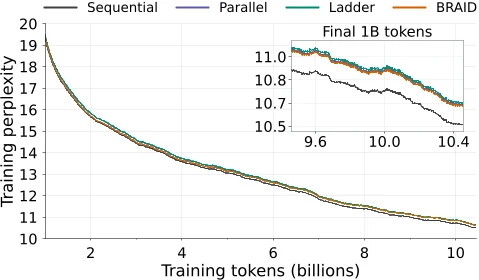 Sequential Parallel Ladder BRAID
Final 1B tokens
11.0
10.8
10.7
10.5
9.6 10.0 10.4
Training perplexity
20
19
18
17
16
15
14
13
12
11
10
2 4 6 8 10
Training tokens (billions)